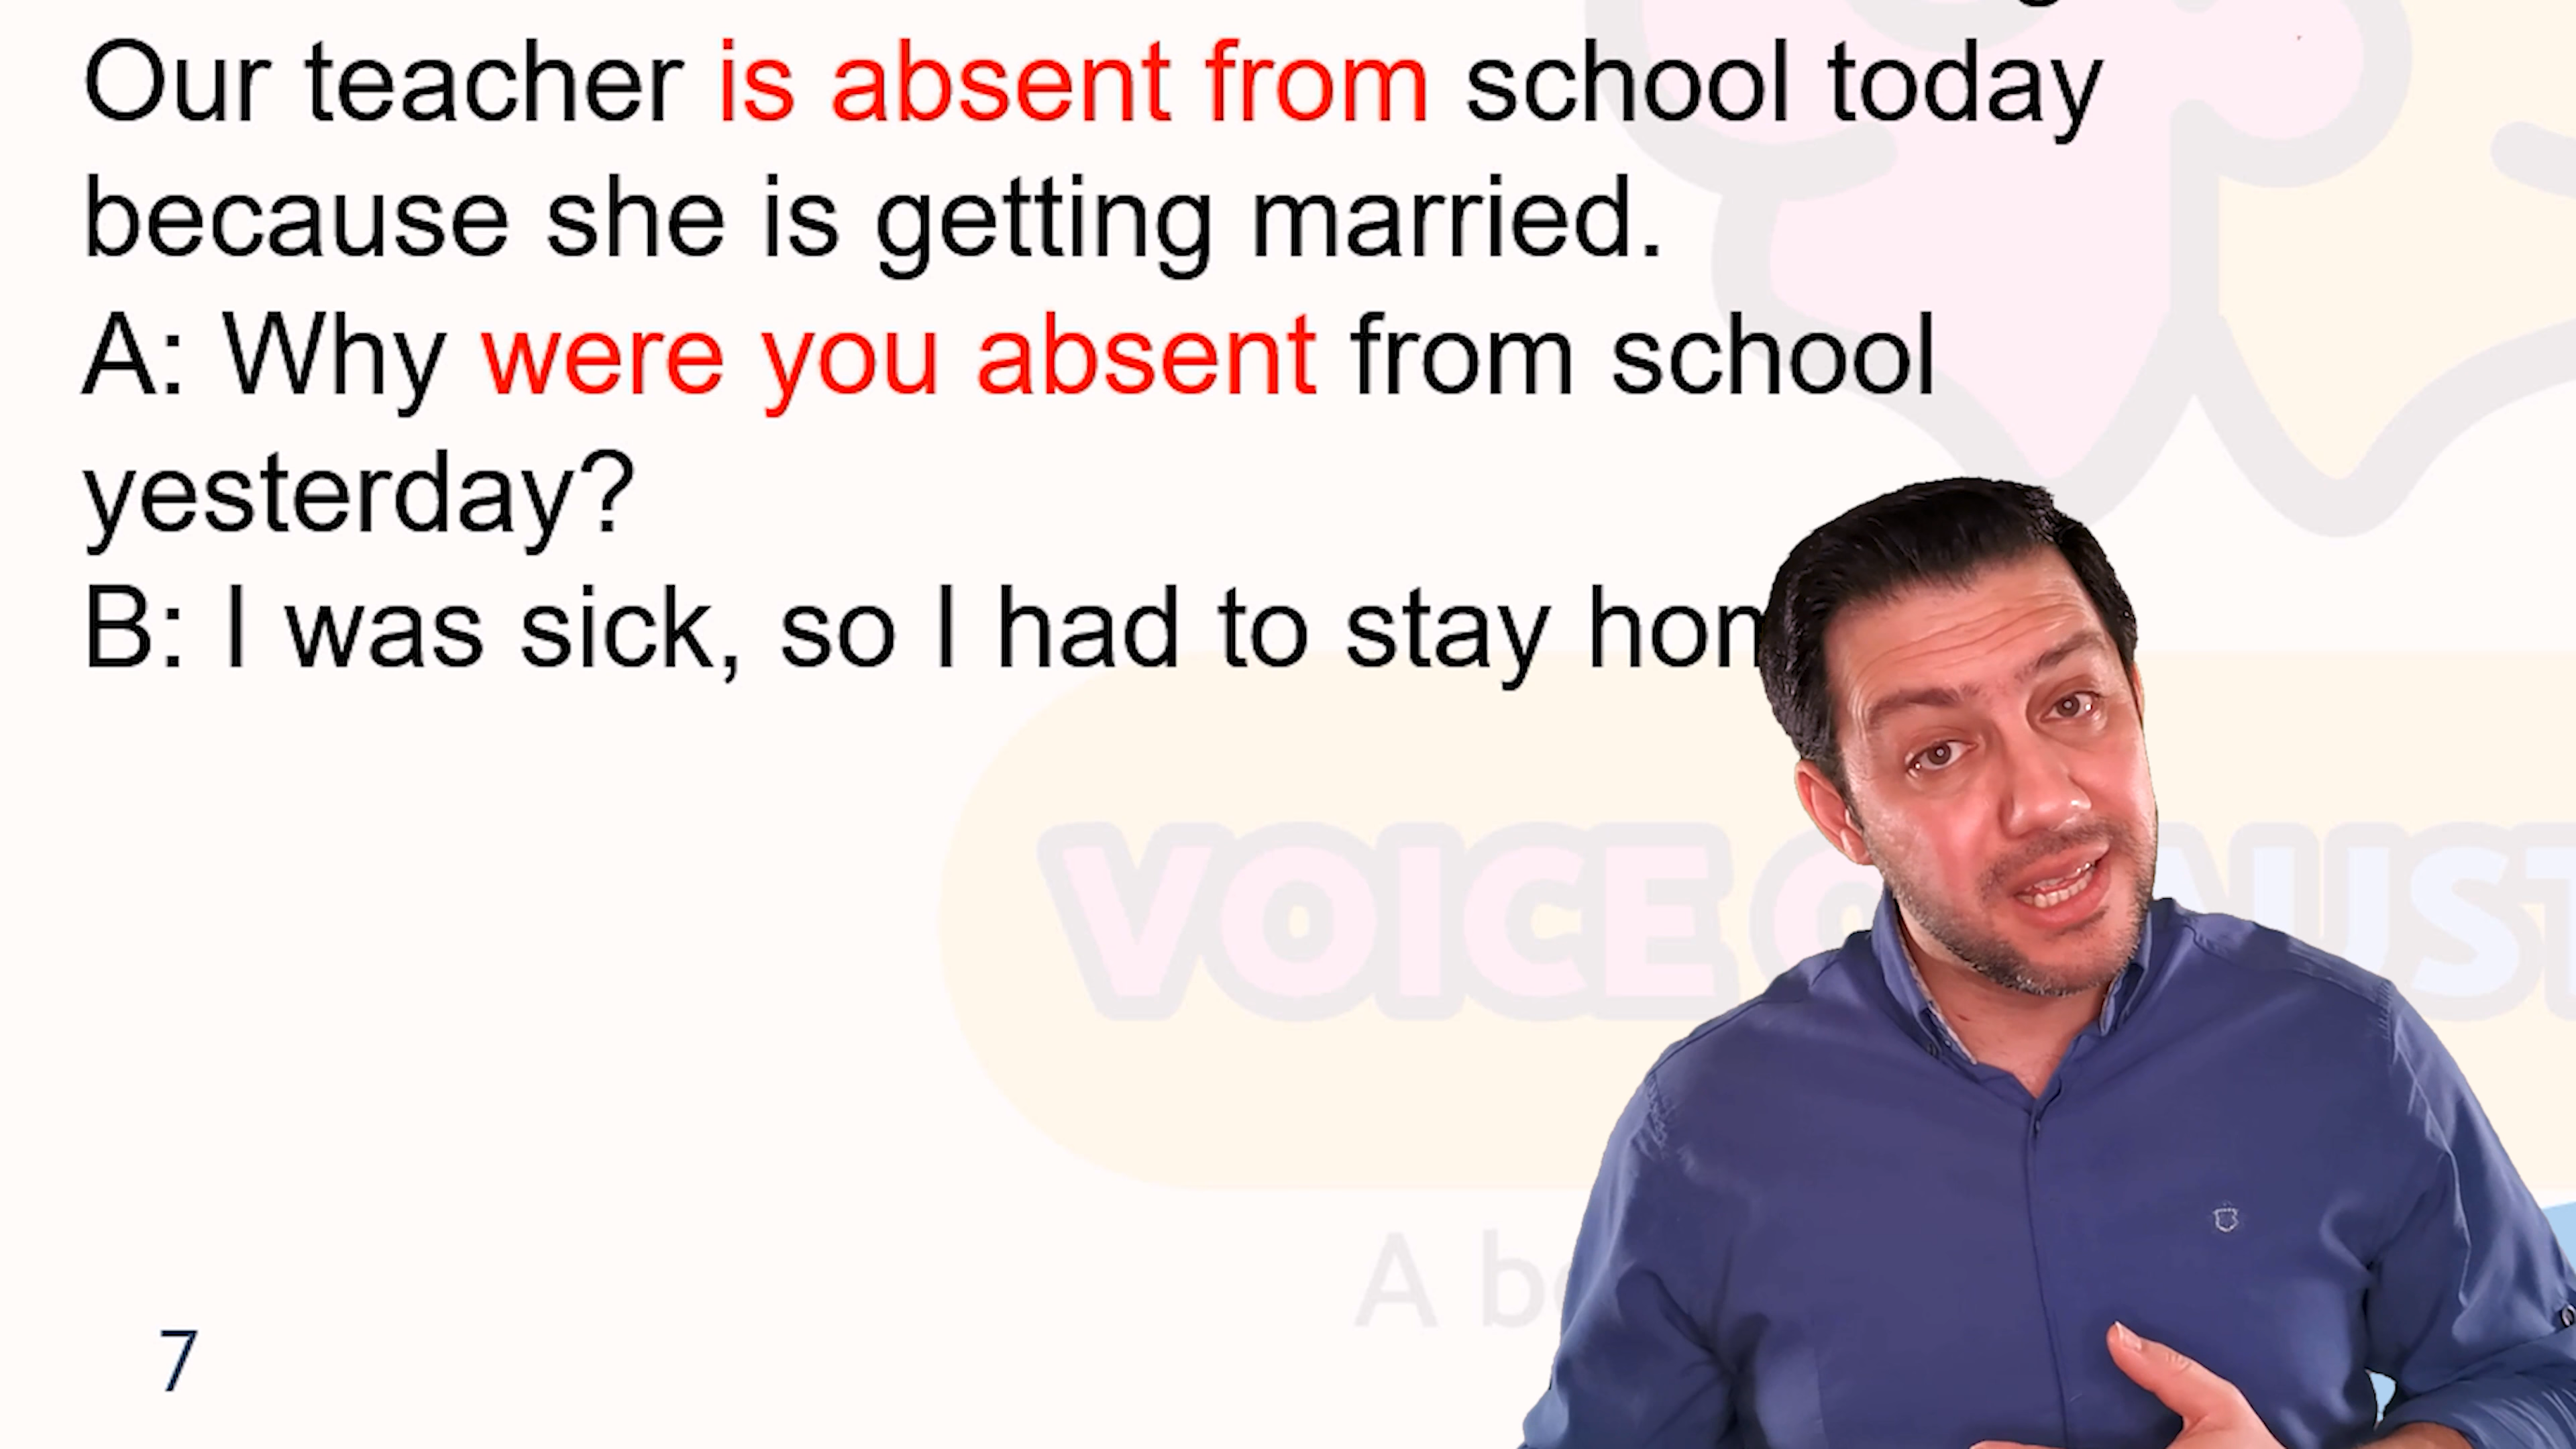 Our teacher is absent from school today
because she is getting married.
A: Why were you absent from school
yesterday?
B: I was sick, so I had to stay
VOICE
A
7